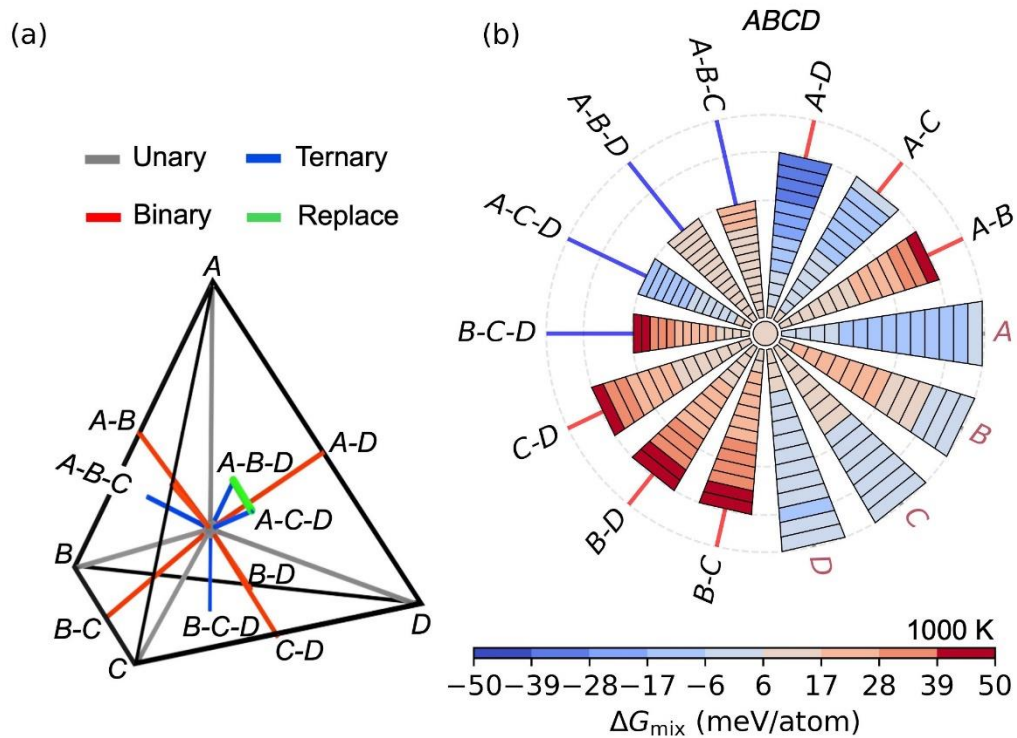 (a)
Unary
Ternary
Binary
Replace
A
A-B
A-D
A-B-C
A-B-D
A-C-D
B
B-D
B-C
B-C-D
C-D
C
D
(b)
ABCD
A-B-C
A-D
A-B-D
A-C
A-C-D
A-B
B-C-D
A
C-D
B
B-D
C
B-C
D
1000 K
−50 −39 −28 −17 −6 6 17 28 39 50
ΔGmix (meV/atom)